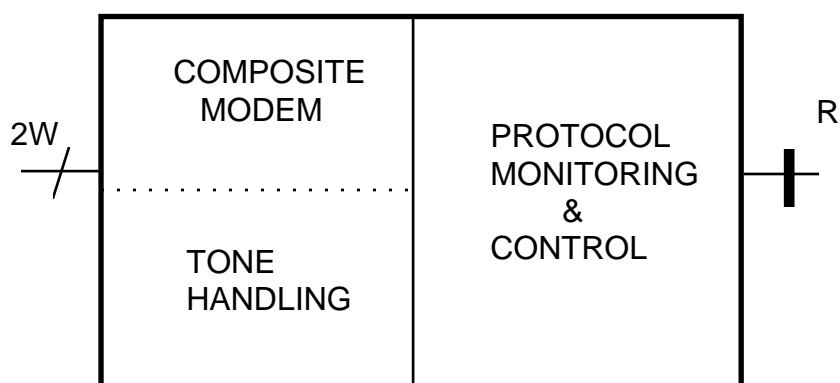 COMPOSITE
MODEM
2W
R
PROTOCOL
MONITORING
&
CONTROL
TONE
HANDLING